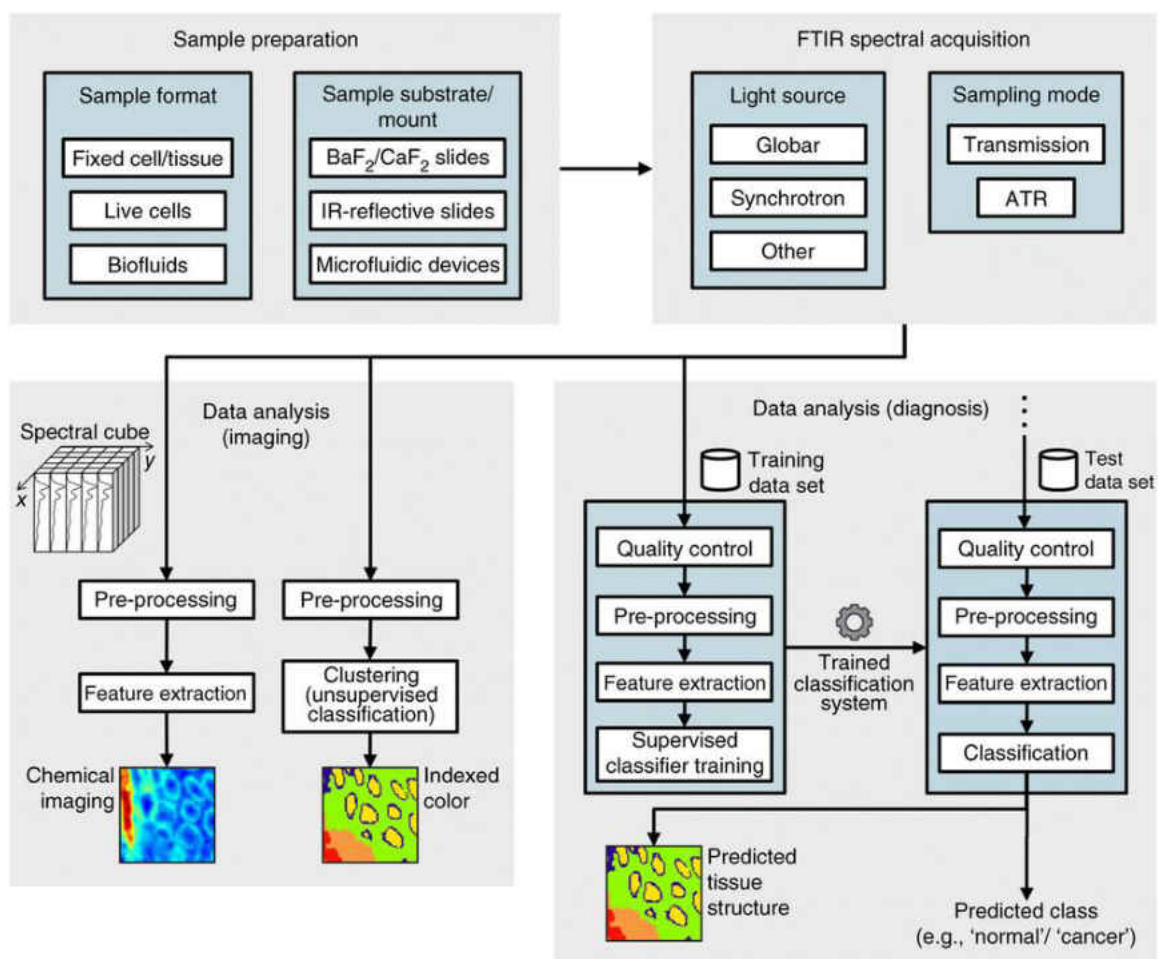 Sample preparation
Sample format
Fixed cell/tissue
Live cells
Biofluids
Sample substrate/
mount
BaF₂/CaF₂ slides
IR-reflective slides
Microfluidic devices
FTIR spectral acquisition
Light source
Globar
Synchrotron
Other
Sampling mode
Transmission
ATR
Data analysis
(imaging)
Spectral cube
y
x
Pre-processing
Feature extraction
Chemical
imaging
Pre-processing
Clustering
(unsupervised
classification)
Indexed
color
Data analysis (diagnosis)
Training
data set
Quality control
Pre-processing
Feature extraction
Supervised
classifier training
Trained
classification
system
Test
data set
Quality control
Pre-processing
Feature extraction
Classification
Predicted
tissue
structure
Predicted class
(e.g., ‘normal’/ ‘cancer’)